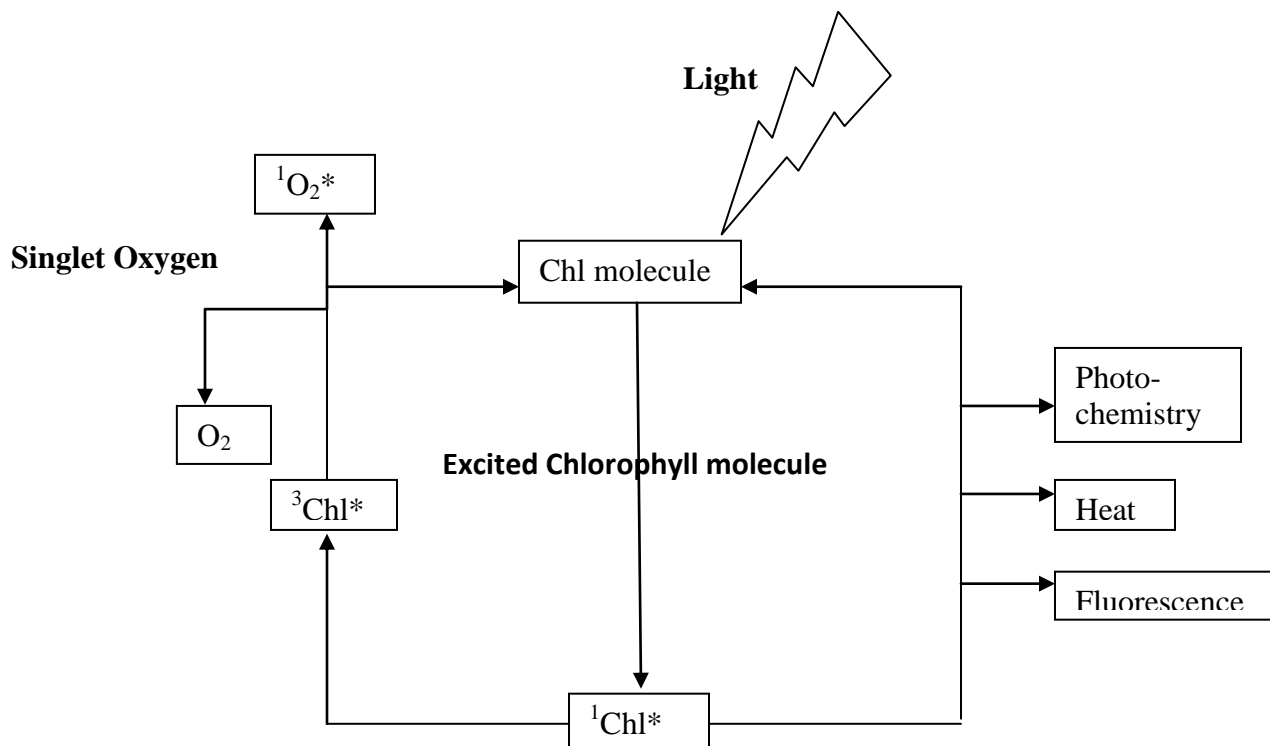 Light
¹O₂*
Singlet Oxygen
Chl molecule
Photo-
chemistry
O₂
Excited Chlorophyll molecule
³Chl*
Heat
Fluorescence
¹Chl*